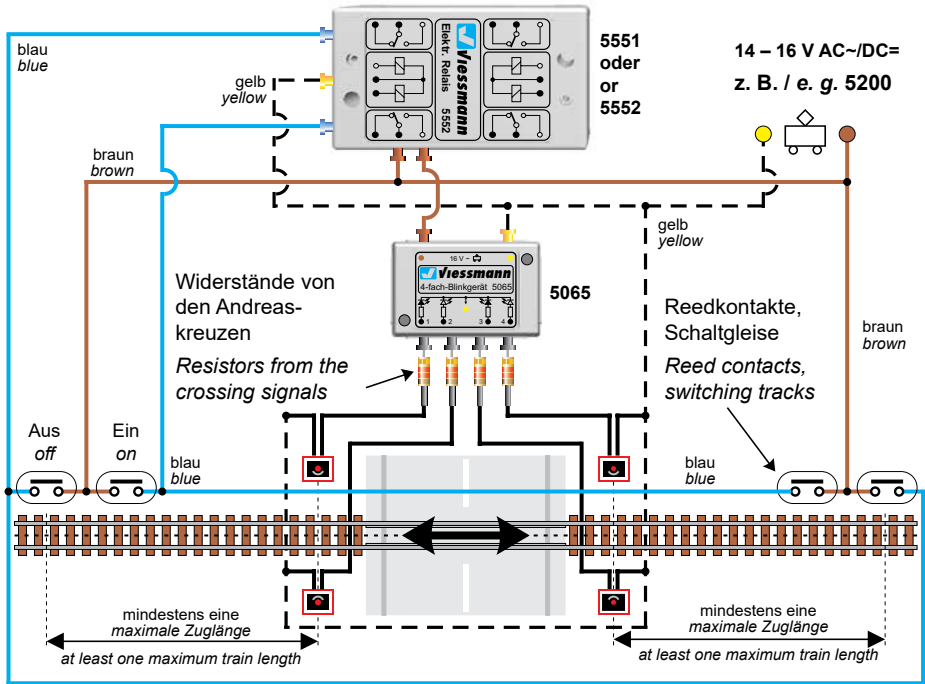 blau
blue
gelb
yellow
braun
brown
Viessmann
Elektr. Relais 5552
5551
oder
or
5552
14 – 16 V AC~/DC=
z. B. / e. g. 5200
gelb
yellow
16 V ~
Viessmann
4-fach-Blinkgerät 5065
1 2 3 4
5065
Widerstände von
den Andreas-
kreuzen
Resistors from the
crossing signals
Reedkontakte,
Schaltgleise
Reed contacts,
switching tracks
braun
brown
Aus
off
Ein
on
blau
blue
blau
blue
mindestens eine
maximale Zuglänge
at least one maximum train length
mindestens eine
maximale Zuglänge
at least one maximum train length